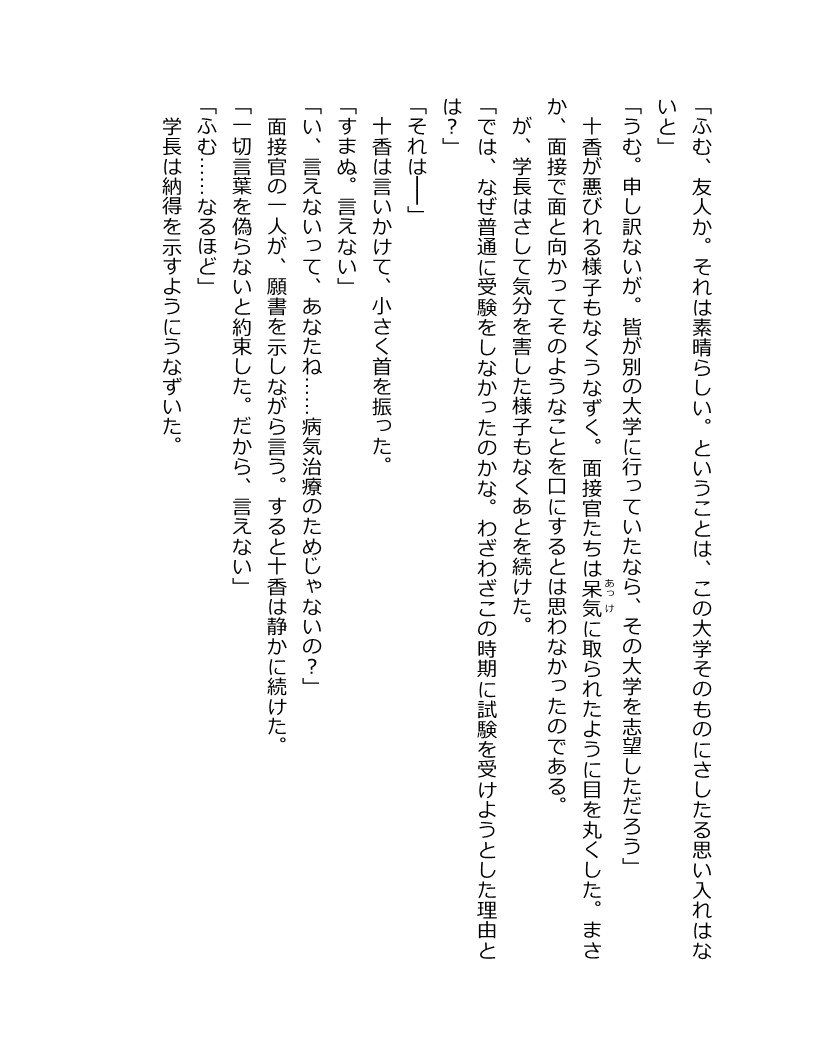 「ふむ、友人か。それは素晴らしい。ということは、この大学そのものにさしたる思い入れはな
いと」
「うむ。申し訳ないが。皆が別の大学に行っていたなら、その大学を志望しただろう」
　十香が悪びれる様子もなくうなずく。面接官たちは呆気に取られたように目を丸くした。まさ
か、面接で面と向かってそのようなことを口にするとは思わなかったのである。
　が、学長はさして気分を害した様子もなくあとを続けた。
「では、なぜ普通に受験をしなかったのかな。わざわざこの時期に試験を受けようとした理由と
は？」
「それは――」
　十香は言いかけて、小さく首を振った。
「すまぬ。言えない」
「い、言えないって、あなたね……病気治療のためじゃないの？」
　面接官の一人が、願書を示しながら言う。すると十香は静かに続けた。
「一切言葉を偽らないと約束した。だから、言えない」
「ふむ……なるほど」
　学長は納得を示すようにうなずいた。